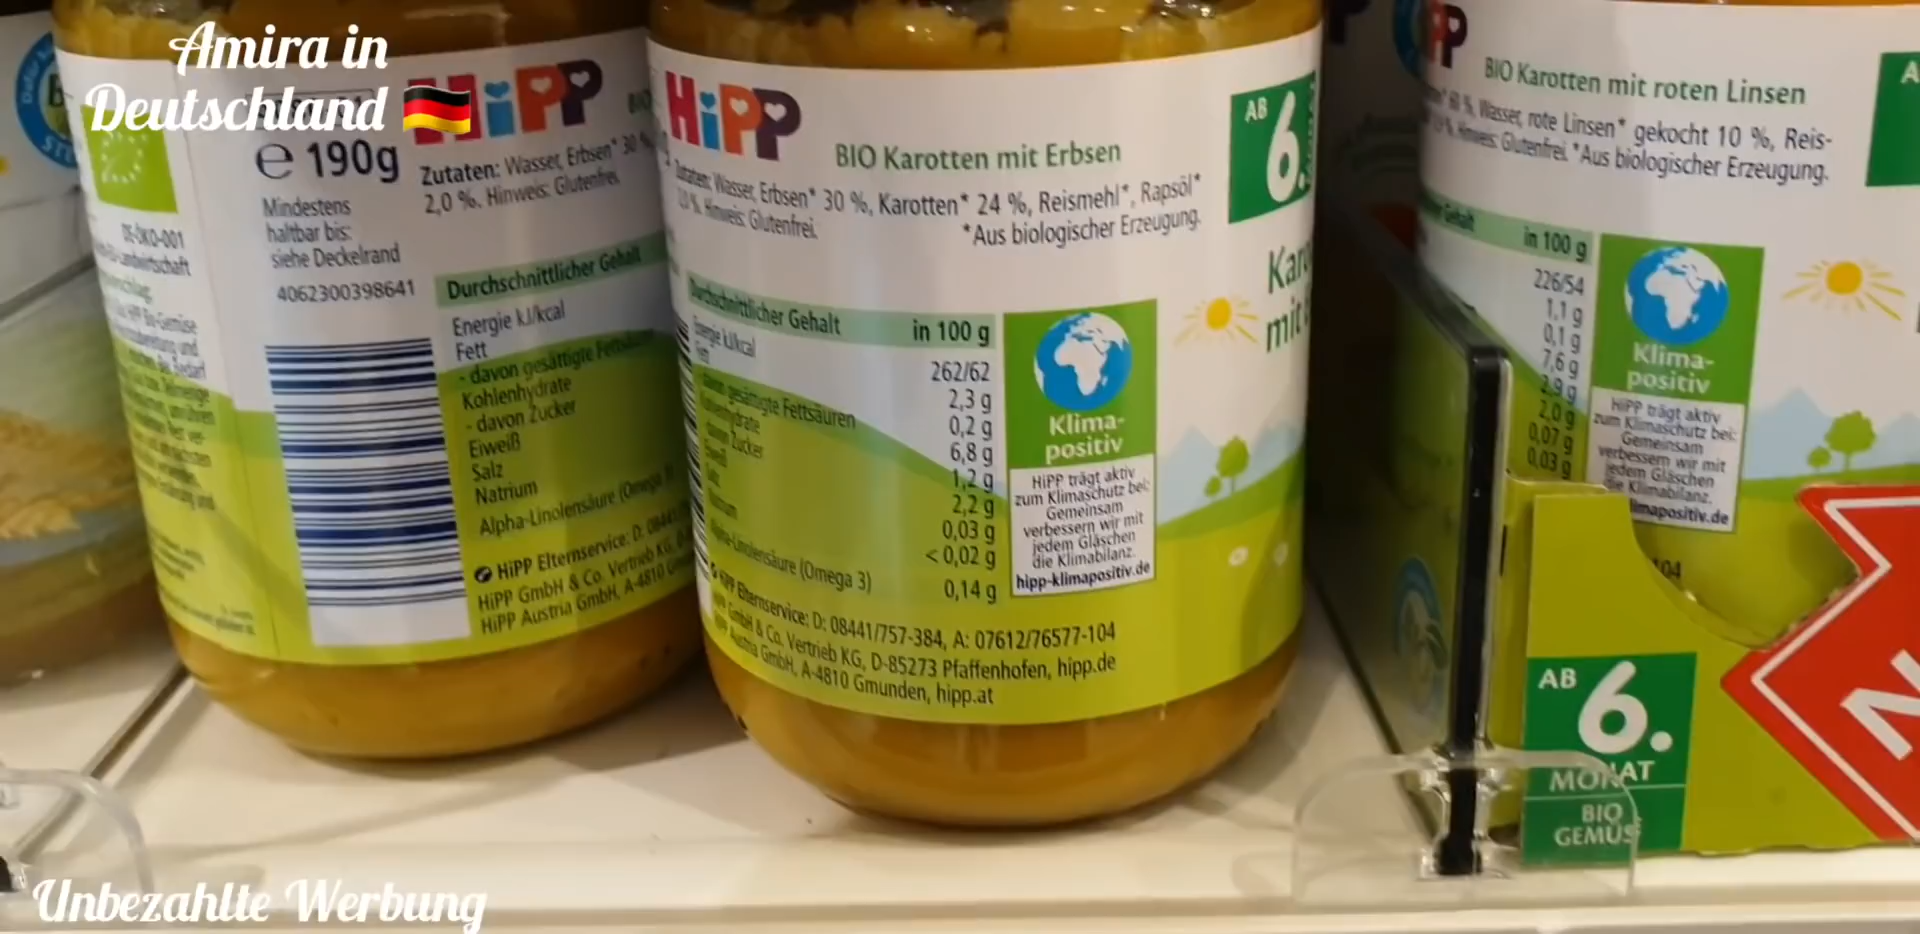 Amira in
Deutschland
Unbezahlte Werbung
DE-ÖKO-001
e 190g
Mindestens
haltbar bis:
siehe Deckelrand
4062300398641
HiPP
Zutaten: Wasser, Erbsen* 30 %
2,0 %. Hinweis: Glutenfrei.
Durchschnittlicher Gehalt
Energie kJ/kcal
Fett
- davon gesättigte Fettsäuren
Kohlenhydrate
- davon Zucker
Eiweiß
Salz
Natrium
Alpha-Linolensäure (Omega
HiPP Elternservice: D: 08441
HiPP GmbH & Co. Vertrieb KG,
HiPP Austria GmbH, A-4810
HiPP
BIO Karotten mit Erbsen
Zutaten: Wasser, Erbsen* 30 %, Karotten* 24 %, Reismehl*, Rapsöl*
2,0 %. Hinweis: Glutenfrei.
*Aus biologischer Erzeugung.
AB
6.
Durchschnittlicher Gehalt in 100 g
Energie kJ/kcal 262/62
Fett 2,3 g
- davon gesättigte Fettsäuren 0,2 g
Kohlenhydrate 6,8 g
- davon Zucker 1,2 g
Eiweiß 2,2 g
Salz 0,03 g
Natrium < 0,02 g
Alpha-Linolensäure (Omega 3) 0,14 g
HiPP Elternservice: D: 08441/757-384, A: 07612/76577-104
HiPP GmbH & Co. Vertrieb KG, D-85273 Pfaffenhofen, hipp.de
HiPP Austria GmbH, A-4810 Gmunden, hipp.at
Klima-
positiv
HiPP trägt aktiv
zum Klimaschutz bei:
Gemeinsam
verbessern wir mit
jedem Gläschen
die Klimabilanz.
hipp-klimapositiv.de
mit
BIO Karotten mit roten Linsen
Wasser, rote Linsen* gekocht 10 %, Reis-
Hinweis: Glutenfrei. *Aus biologischer Erzeugung.
in 100 g
226/54
1,1 g
0,1 g
7,6 g
2,9 g
2,0 g
0,07 g
0,03 g
Klima-
positiv
HiPP trägt aktiv
zum Klimaschutz bei:
Gemeinsam
verbessern wir mit
jedem Gläschen
die Klimabilanz.
klimapositiv.de
AB
6.
MONAT
BIO
GEMÜS